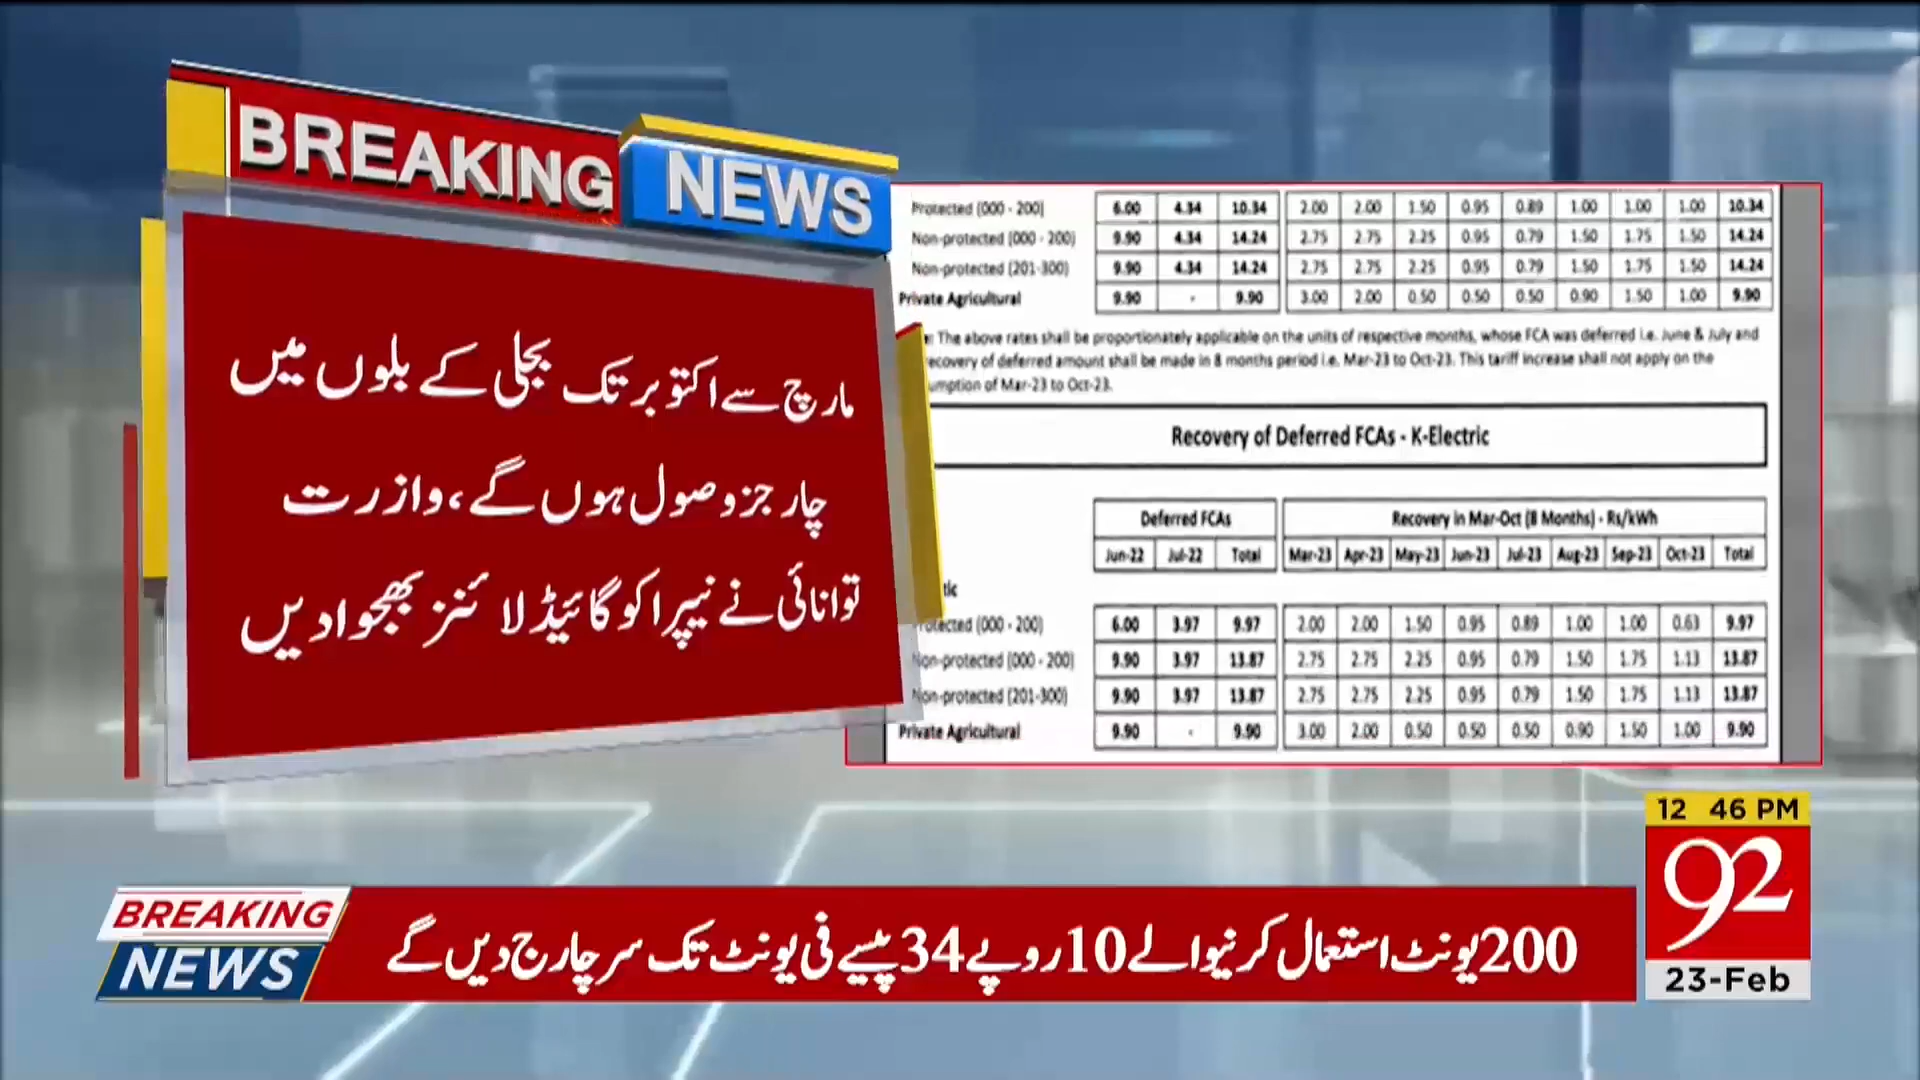 BREAKING NEWS
مارچ سے اکتوبر تک بجلی کے بلوں میں
چارجز وصول ہوں گے، وازرت
توانائی نے نیپرا کو گائیڈ لائنز بھجوا دیں
Protected (000 - 200) 6.00 4.34 10.34 2.00 2.00 1.50 0.95 0.89 1.00 1.00 1.00 10.34
Non-protected (000 - 200) 9.90 4.34 14.24 2.75 2.75 2.25 0.95 0.79 1.50 1.75 1.50 14.24
Non-protected (201-300) 9.90 4.34 14.24 2.75 2.75 2.25 0.95 0.79 1.50 1.75 1.50 14.24
Private Agricultural 9.90 - 9.90 3.00 2.00 0.50 0.50 0.50 0.90 1.50 1.00 9.90
The above rates shall be proportionately applicable on the units of respective months, whose FCA was deferred i.e. June & July and
recovery of deferred amount shall be made in 8 months period i.e. Mar-23 to Oct-23. This tariff increase shall not apply on the
umption of Mar-23 to Oct-23.
Recovery of Deferred FCAs - K-Electric
Deferred FCAs Recovery in Mar-Oct (8 Months) - Rs/kWh
Jun-22 Jul-22 Total Mar-23 Apr-23 May-23 Jun-23 Jul-23 Aug-23 Sep-23 Oct-23 Total
tic
Protected (000 - 200) 6.00 3.97 9.97 2.00 2.00 1.50 0.95 0.89 1.00 1.00 0.63 9.97
Non-protected (000 - 200) 9.90 3.97 13.87 2.75 2.75 2.25 0.95 0.79 1.50 1.75 1.13 13.87
Non-protected (201-300) 9.90 3.97 13.87 2.75 2.75 2.25 0.95 0.79 1.50 1.75 1.13 13.87
Private Agricultural 9.90 - 9.90 3.00 2.00 0.50 0.50 0.50 0.90 1.50 1.00 9.90
12 46 PM
92
23-Feb
BREAKING
NEWS
200 یونٹ استعمال کرنیوالے 10 روپے 34 پیسے فی یونٹ تک سرچارج دیں گے